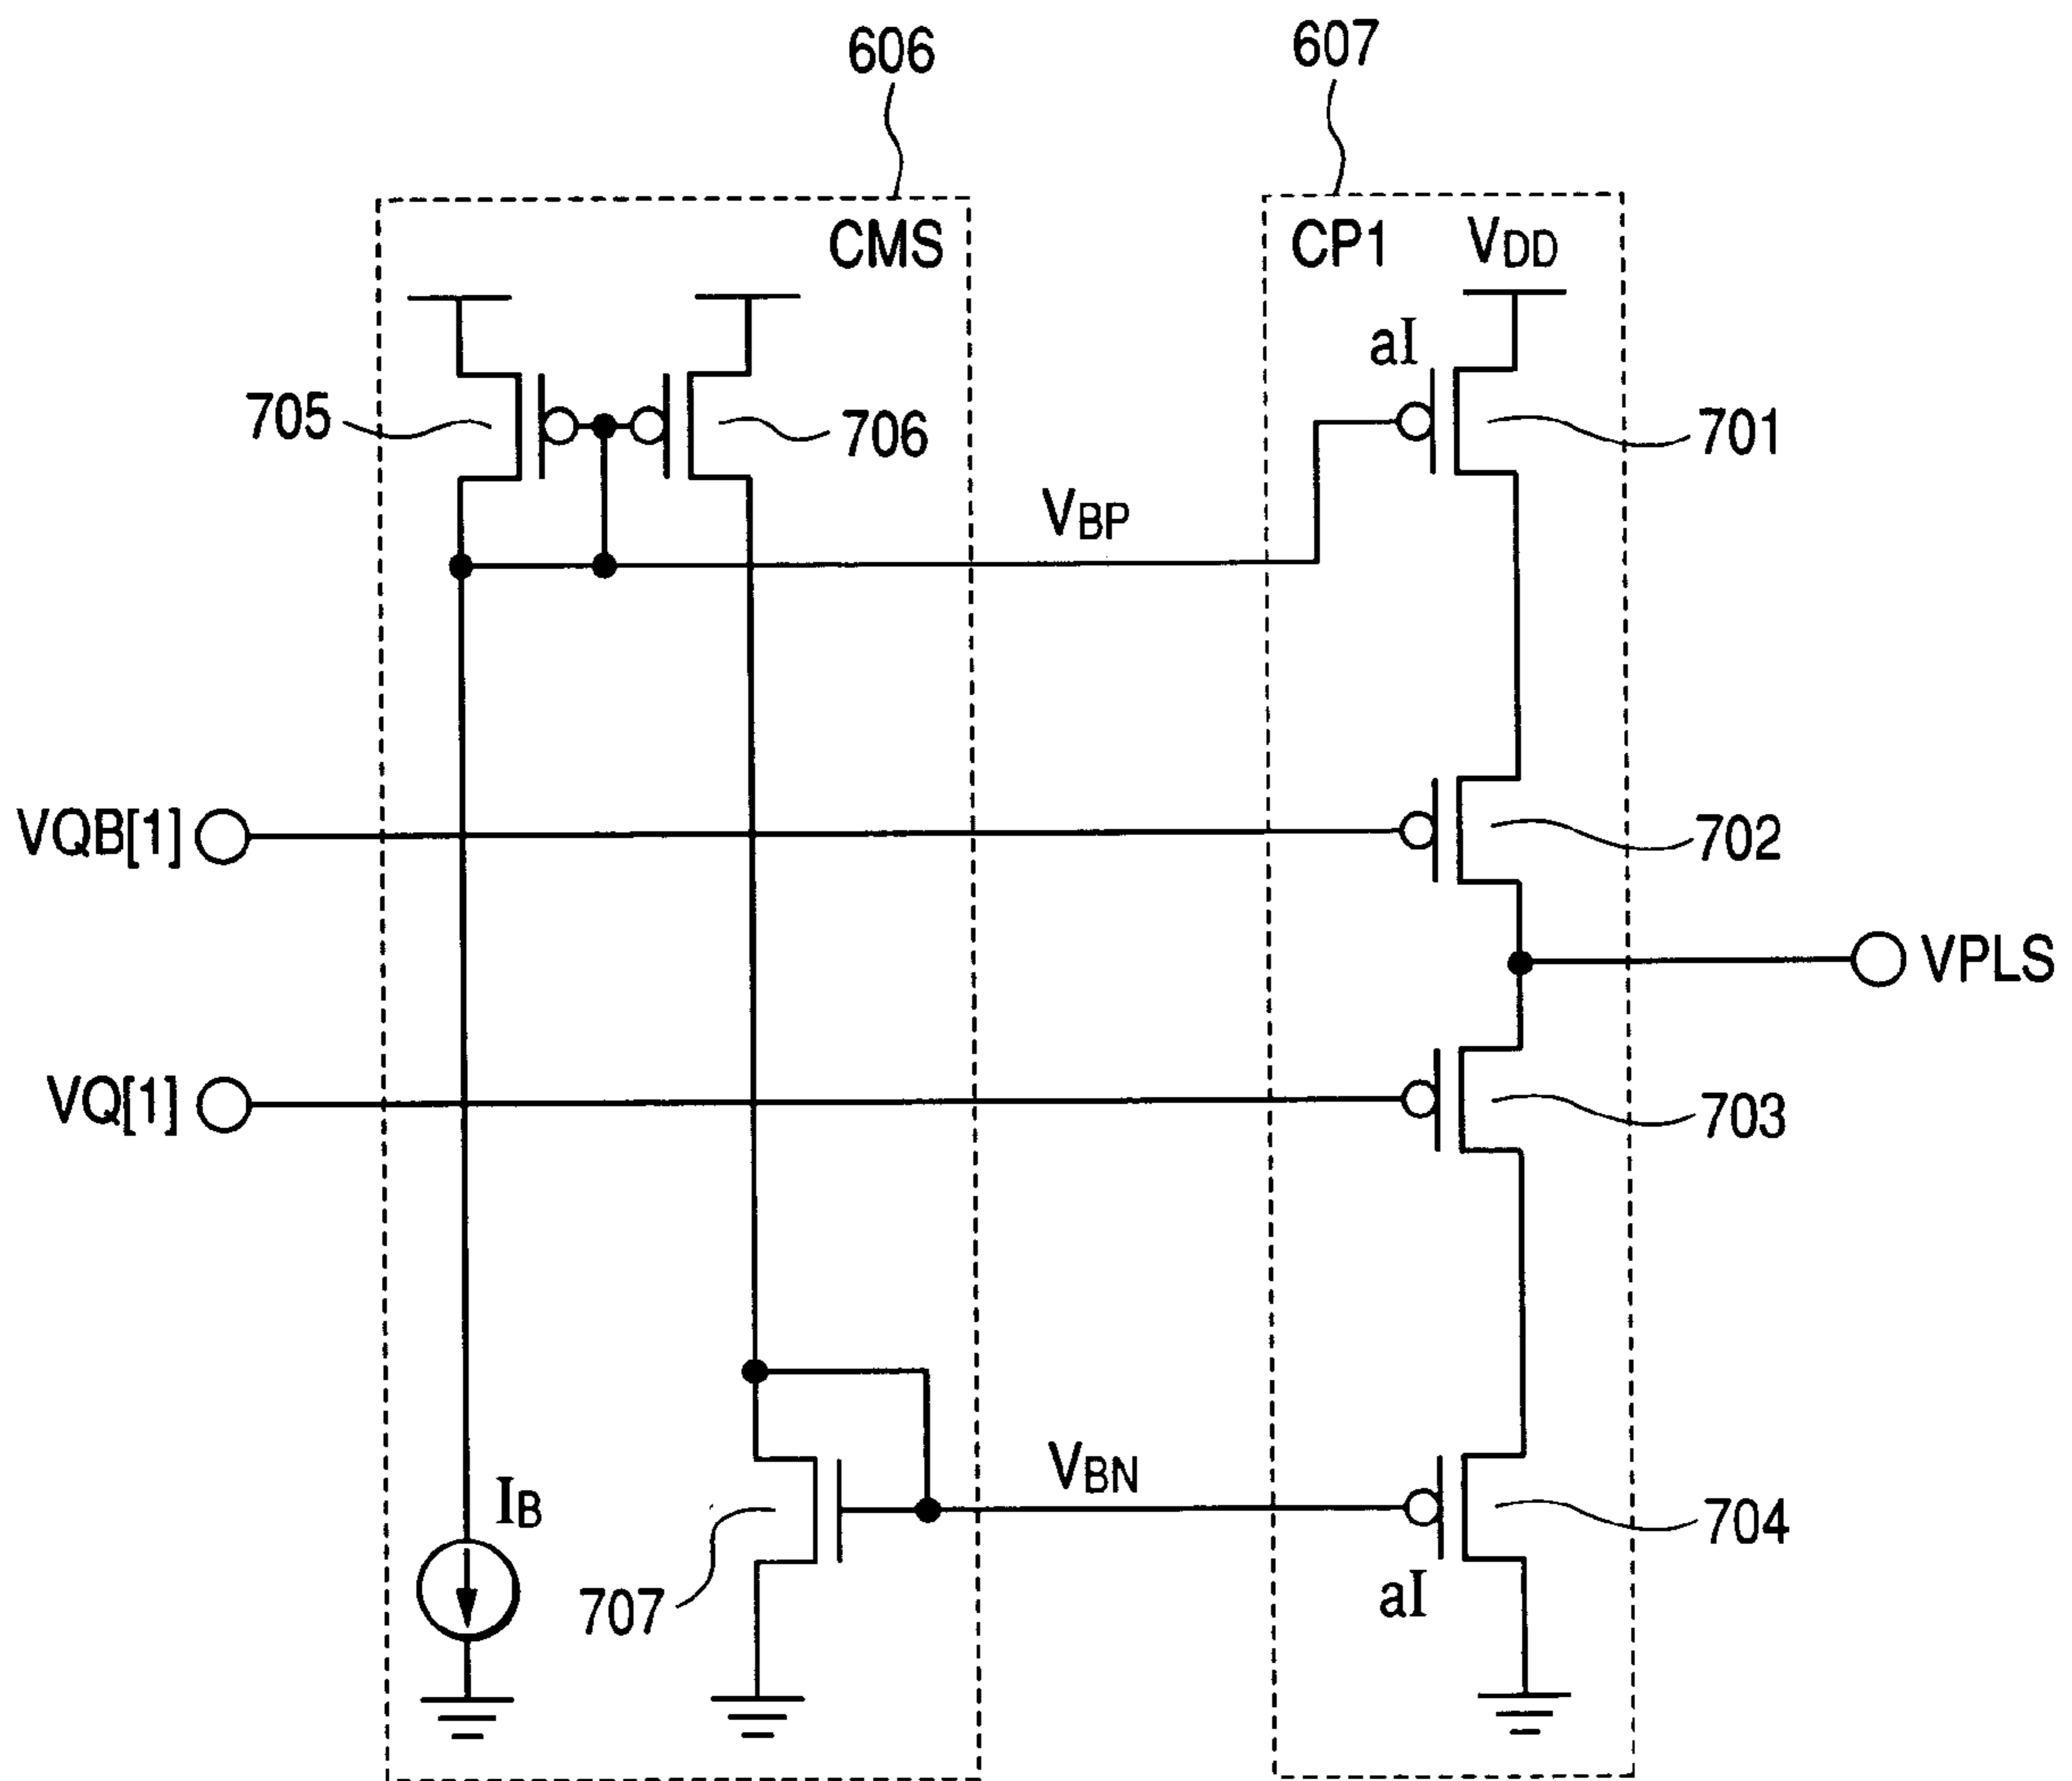 606
607
CMS
CP1
VDD
aI
705
706
701
VBP
VQB[1]
702
VPLS
VQ[1]
703
IB
VBN
704
707
aI